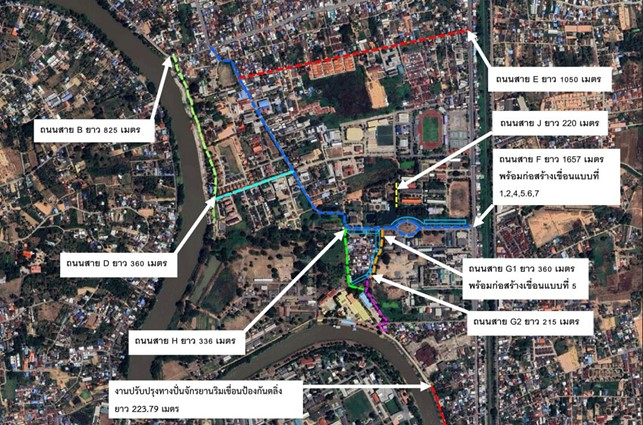 ถนนสาย E ยาว 1050 เมตร
ถนนสาย B ยาว 825 เมตร
ถนนสาย J ยาว 220 เมตร
ถนนสาย F ยาว 1657 เมตร
พร้อมก่อสร้างเขื่อนแบบที่
1,2,4,5,6,7
ถนนสาย D ยาว 360 เมตร
ถนนสาย G1 ยาว 360 เมตร
พร้อมก่อสร้างเขื่อนแบบที่ 5
ถนนสาย G2 ยาว 215 เมตร
ถนนสาย H ยาว 336 เมตร
งานปรับปรุงทางปั่นจักรยานริมเขื่อนป้องกันตลิ่ง
ยาว 223.79 เมตร